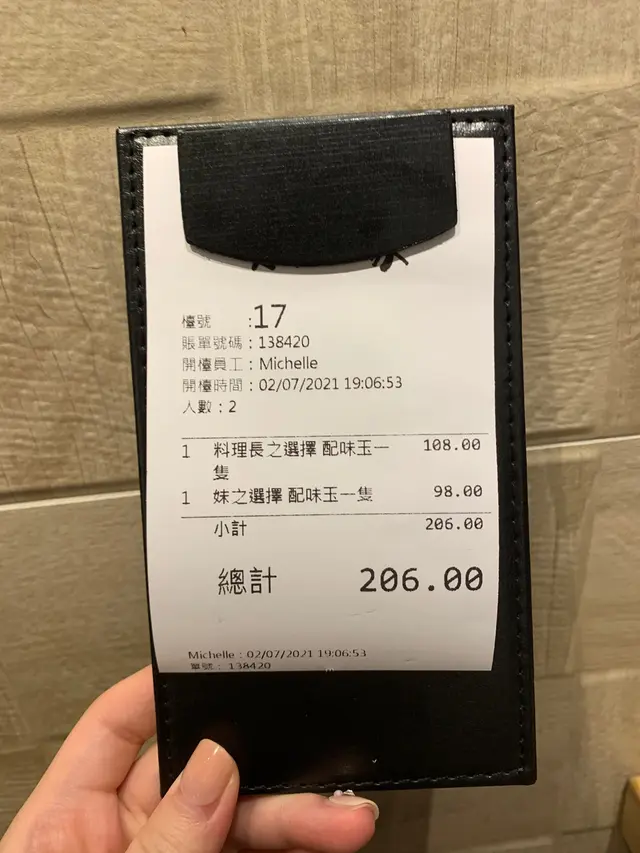 檯號 :17
賬單號碼：138420
開檯員工：Michelle
開檯時間：02/07/2021 19:06:53
人數：2
1 料理長之選擇 配味玉一 108.00
隻
1 妹之選擇 配味玉一隻 98.00
小計 206.00
總計 206.00
Michelle：02/07/2021 19:06:53
單號：138420